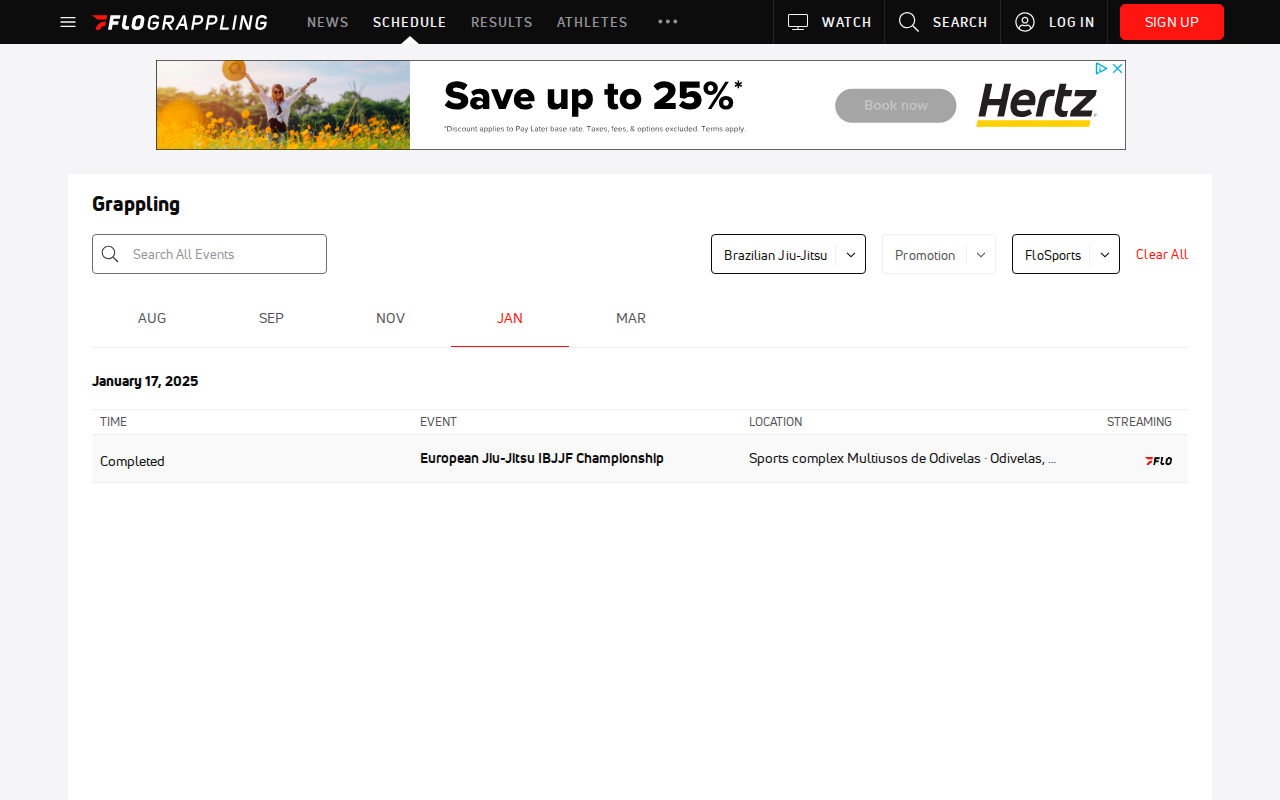 FLOGRAPPLING NEWS SCHEDULE RESULTS ATHLETES ••• WATCH SEARCH LOG IN SIGN UP
Save up to 25%*
*Discount applies to Pay Later base rate. Taxes, fees, & options excluded. Terms apply.
Book now
Hertz
Grappling
Search All Events Brazilian Jiu-Jitsu Promotion FloSports Clear All
AUG SEP NOV JAN MAR
January 17, 2025
TIME EVENT LOCATION STREAMING
Completed European Jiu-Jitsu IBJJF Championship Sports complex Multiusos de Odivelas · Odivelas, ... FLO